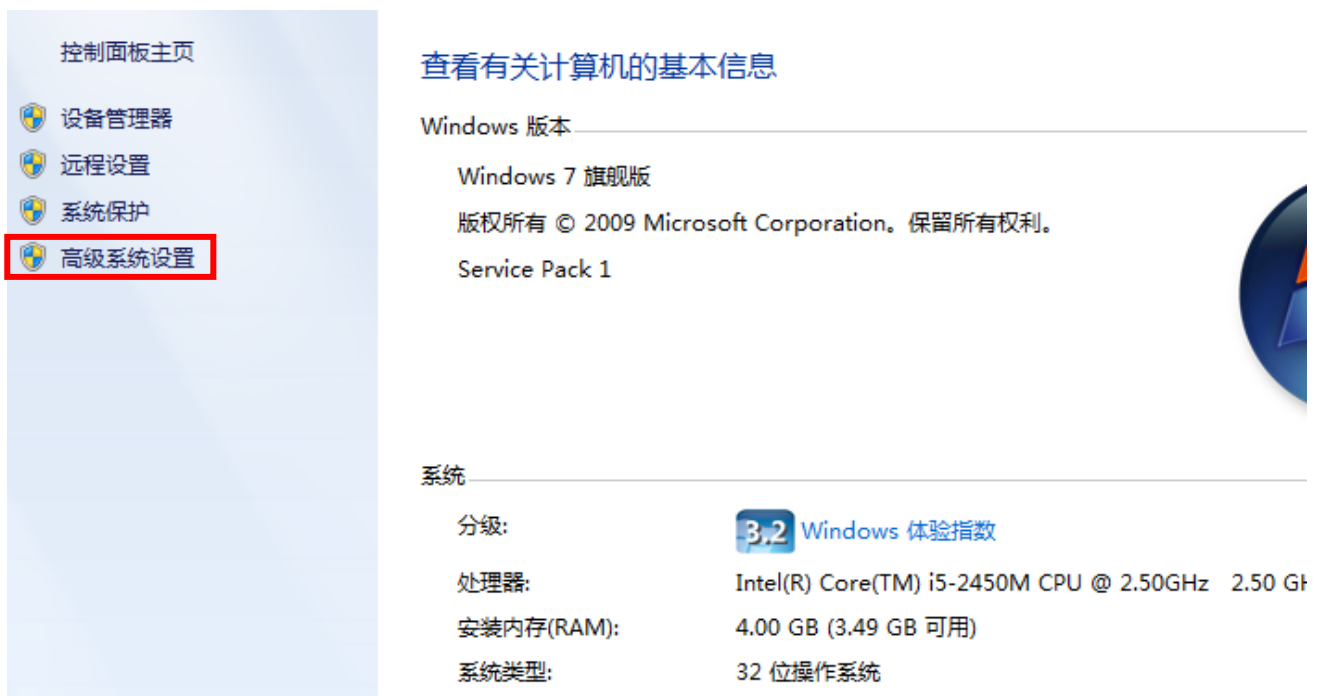 控制面板主页
设备管理器
远程设置
系统保护
高级系统设置
查看有关计算机的基本信息
Windows 版本
Windows 7 旗舰版
版权所有 © 2009 Microsoft Corporation。保留所有权利。
Service Pack 1
系统
分级: 3.2 Windows 体验指数
处理器: Intel(R) Core(TM) i5-2450M CPU @ 2.50GHz 2.50 GH
安装内存(RAM): 4.00 GB (3.49 GB 可用)
系统类型: 32 位操作系统